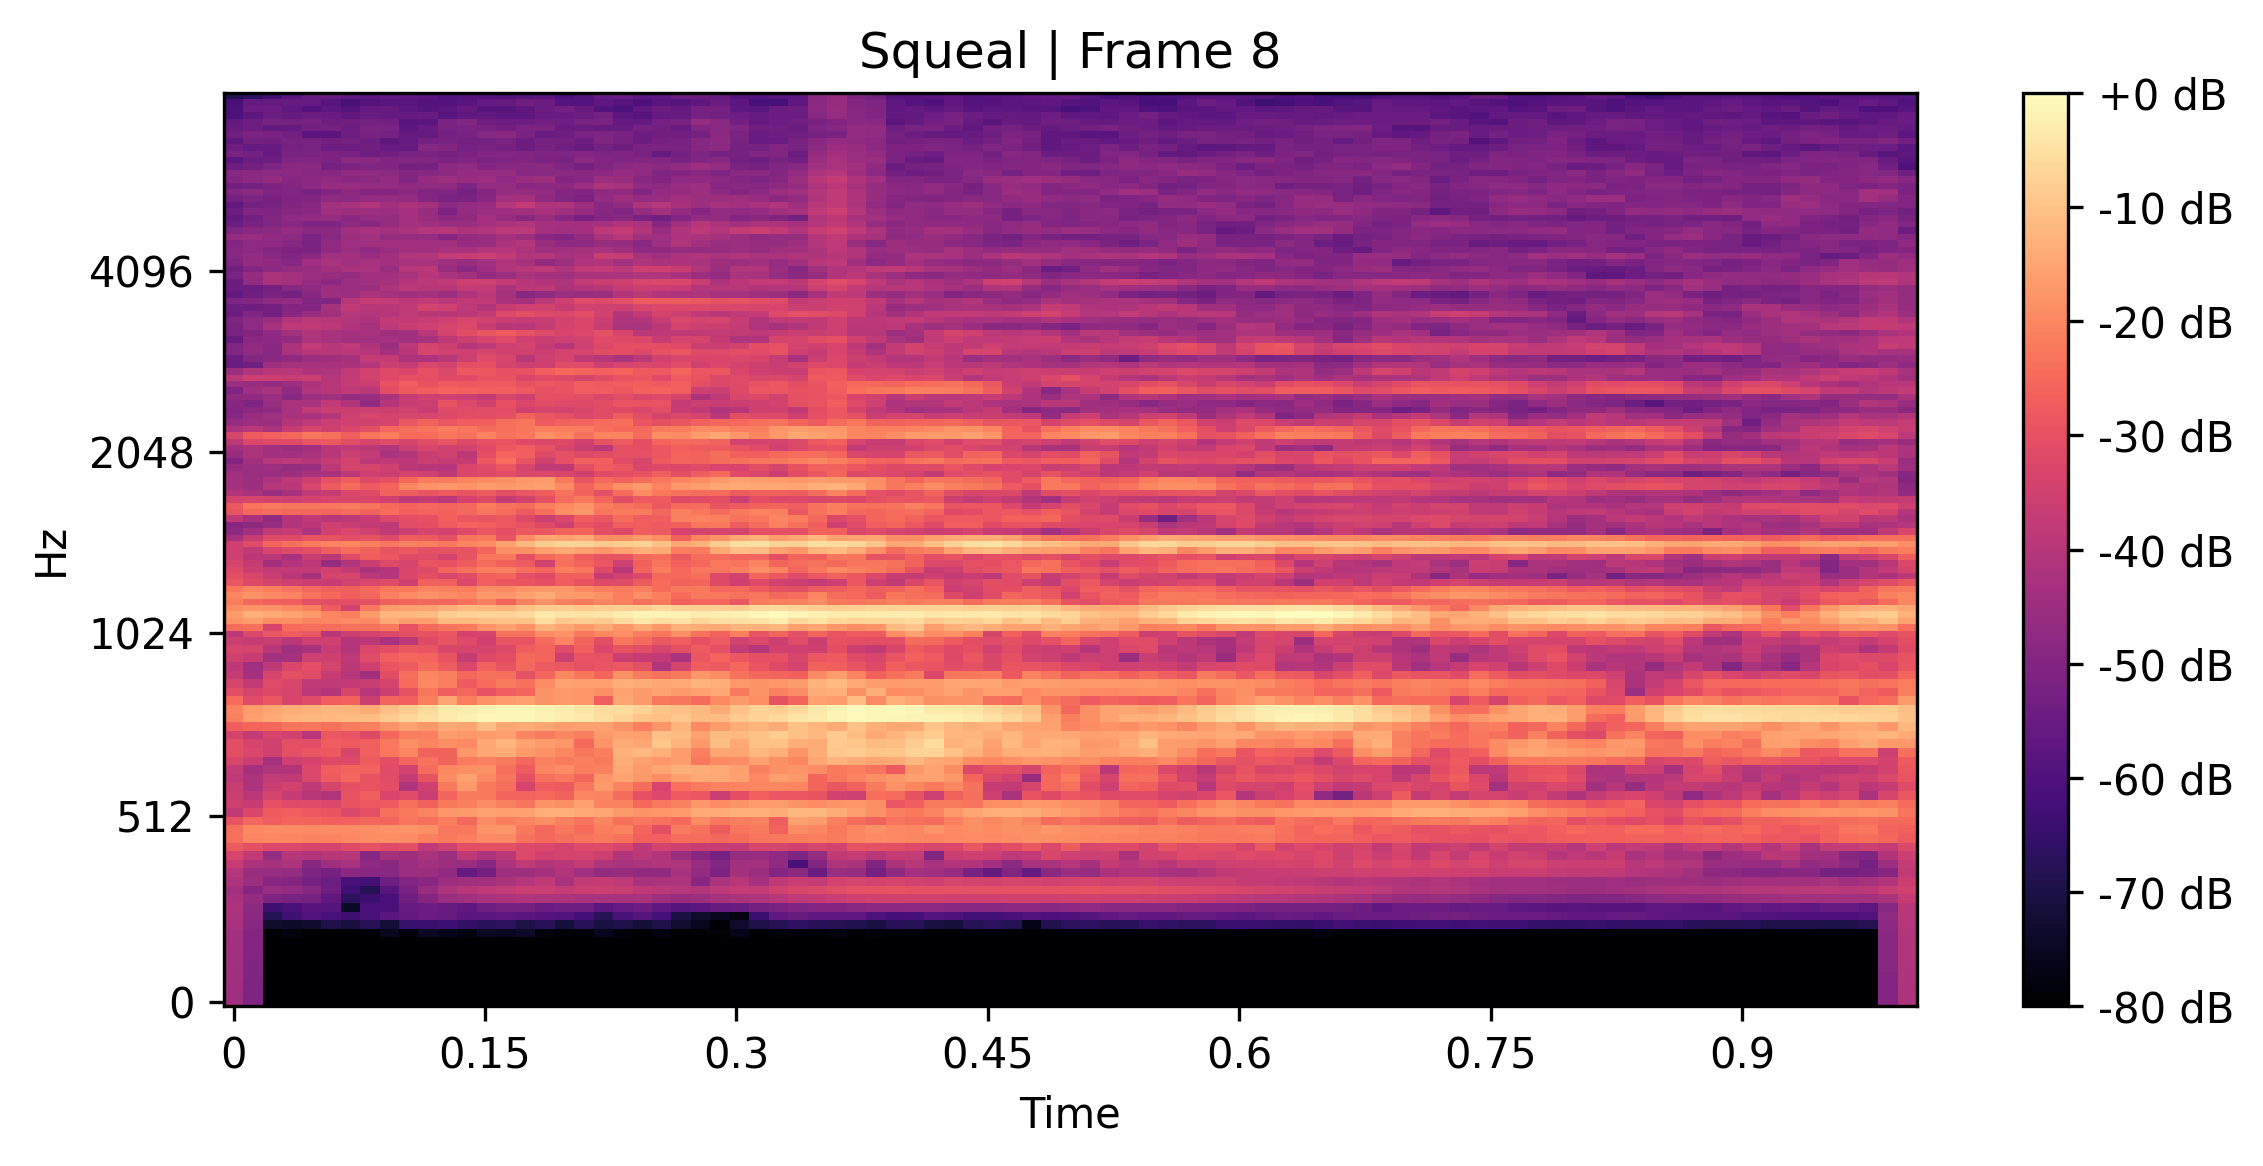 Squeal | Frame 8
+0 dB
-10 dB
-20 dB
-30 dB
-40 dB
-50 dB
-60 dB
-70 dB
-80 dB
Hz
4096
2048
1024
512
0
0 0.15 0.3 0.45 0.6 0.75 0.9
Time